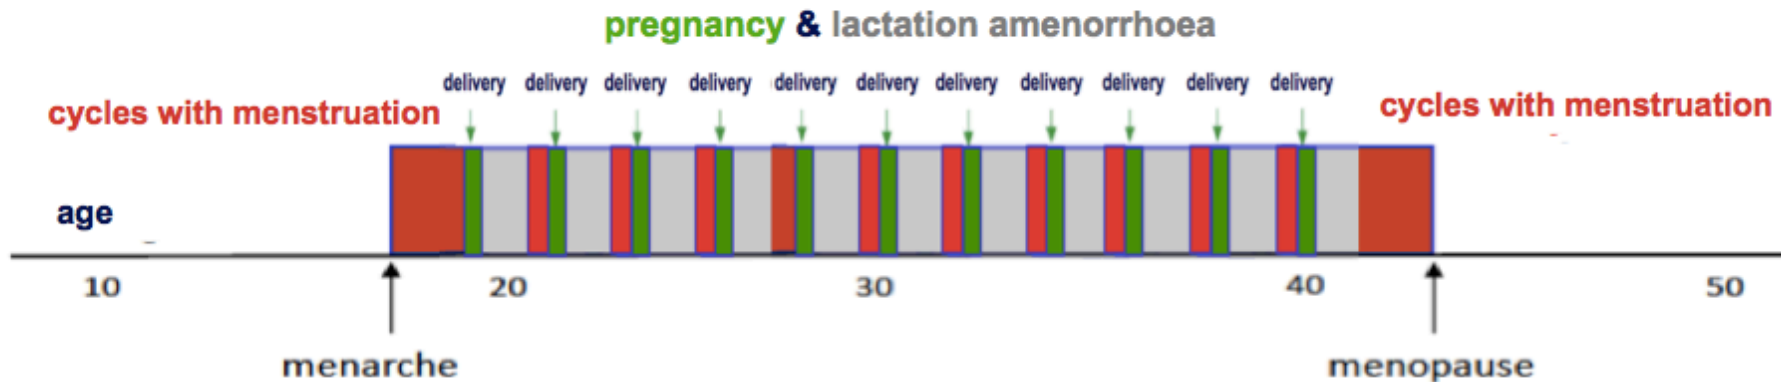 pregnancy & lactation amenorrhoea
delivery delivery delivery delivery delivery delivery delivery delivery delivery delivery delivery
cycles with menstruation
cycles with menstruation
age
10 20 30 40 50
menarche
menopause